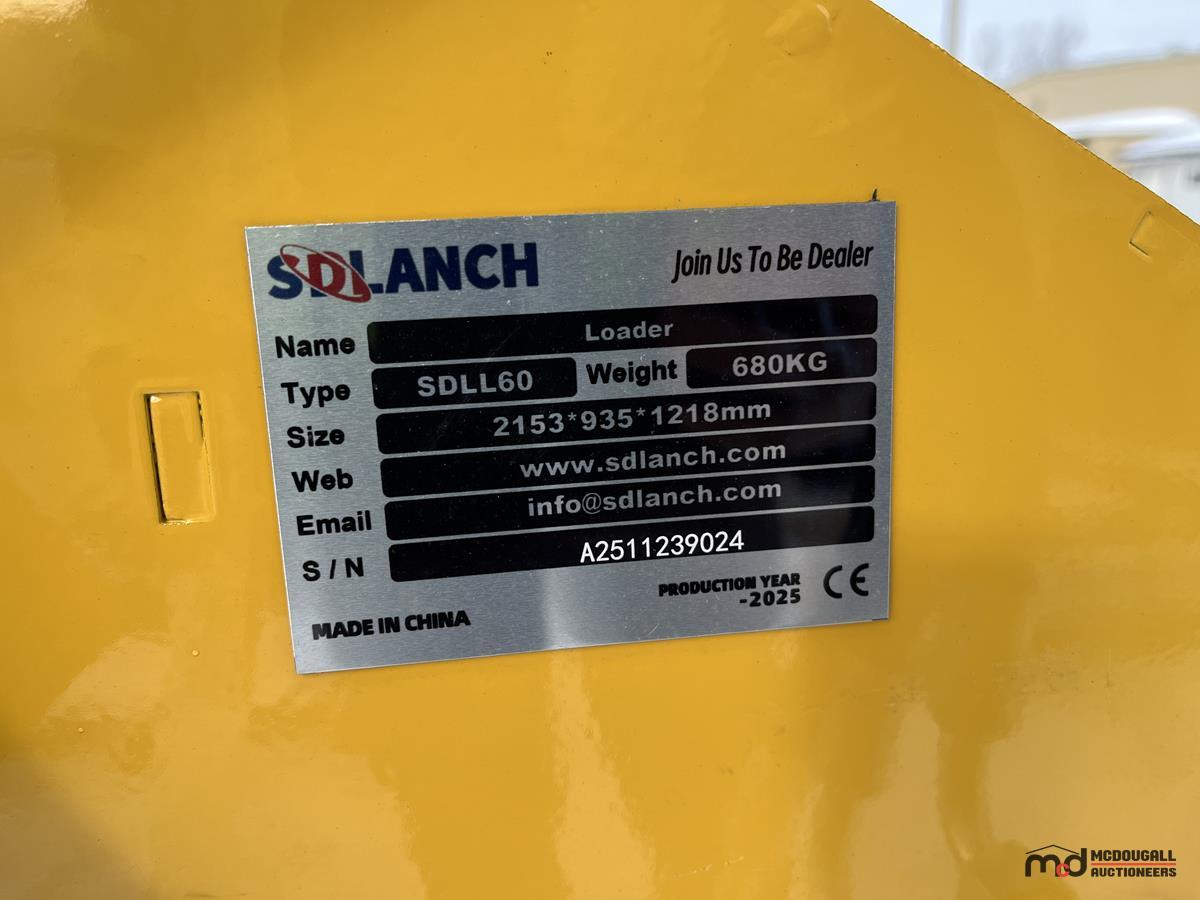 SDLANCH Join Us To Be Dealer
Name Loader
Type SDLL60 Weight 680KG
Size 2153*935*1218mm
Web www.sdlanch.com
Email info@sdlanch.com
S/N A2511239024
PRODUCTION YEAR
-2025 CE
MADE IN CHINA
mcd MCDOUGALL
AUCTIONEERS